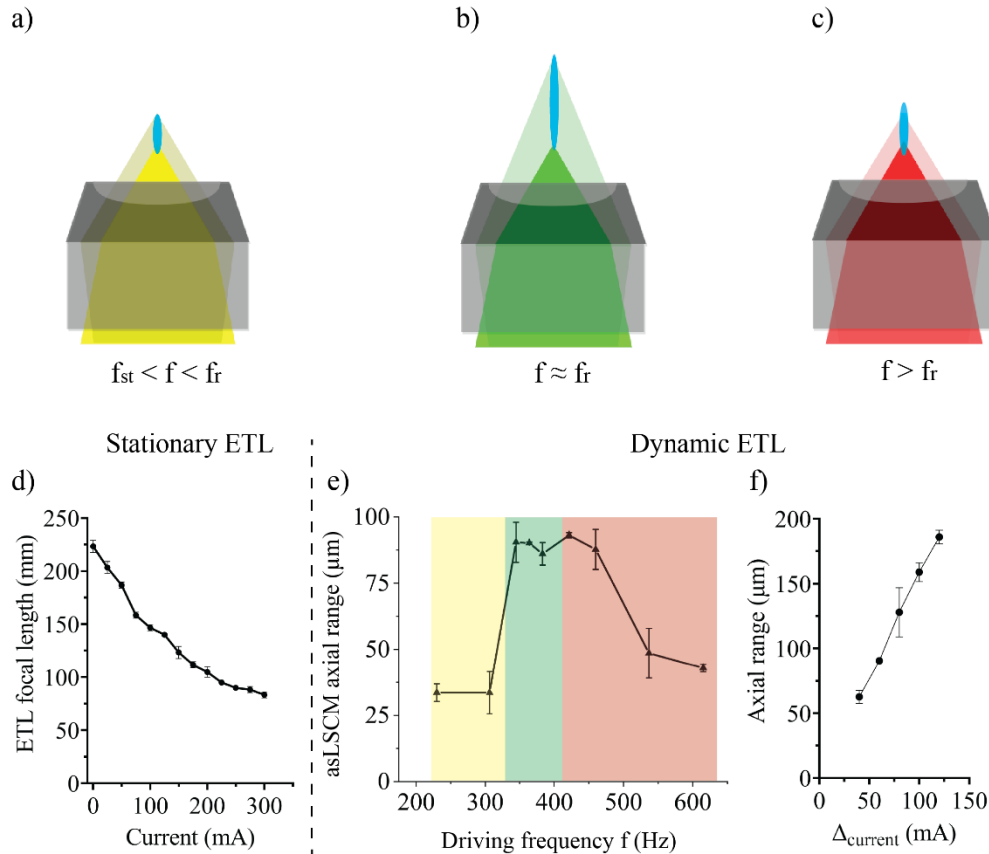 a)
b)
c)
fst < f < fr
f ≈ fr
f > fr
Stationary ETL
Dynamic ETL
d)
e)
f)
ETL focal length (mm)
250
200
150
100
50
0
0 100 200 300
Current (mA)
asLSCM axial range (μm)
100
75
50
25
0
200 300 400 500 600
Driving frequency f (Hz)
Axial range (μm)
200
150
100
50
0
0 50 100 150
Δcurrent (mA)